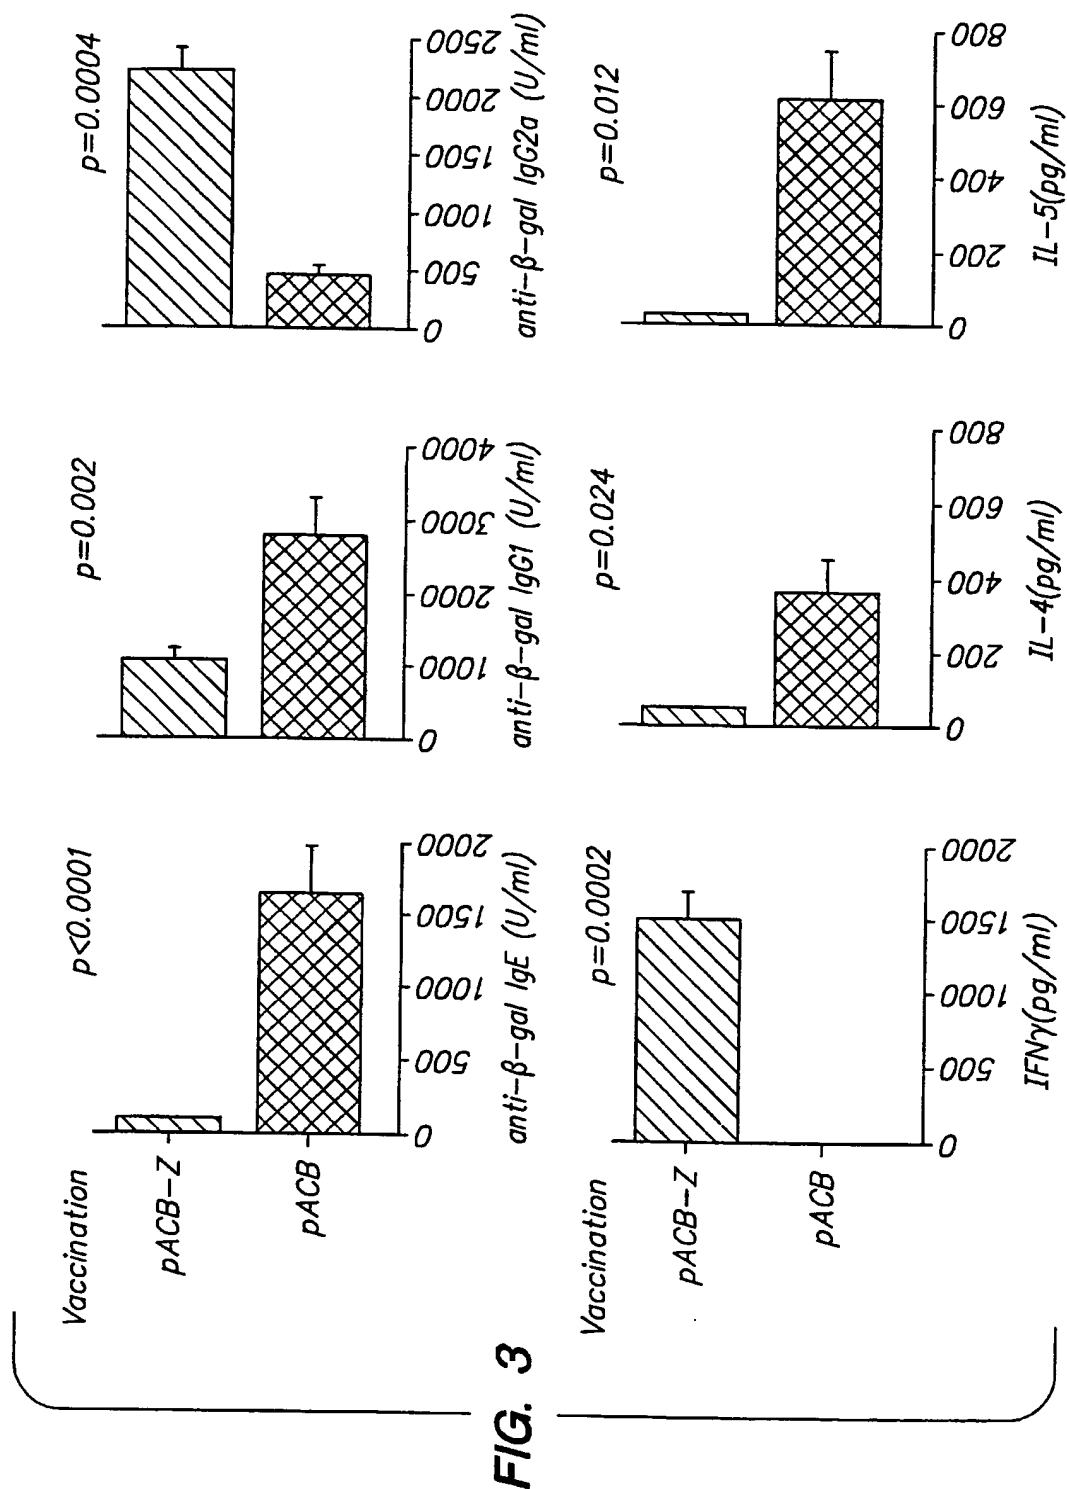 Vaccination
p<0.0001
p=0.002
p=0.0004
pACB-Z
pACB
0 500 1000 1500 2000
0 1000 2000 3000 4000
0 500 1000 1500 2000 2500
anti-β-gal IgE (U/ml)
anti-β-gal IgG1 (U/ml)
anti-β-gal IgG2a (U/ml)
Vaccination
p=0.0002
p=0.024
p=0.012
pACB-Z
pACB
0 500 1000 1500 2000
0 200 400 600 800
0 200 400 600 800
IFNγ(pg/ml)
IL-4(pg/ml)
IL-5(pg/ml)
FIG. 3